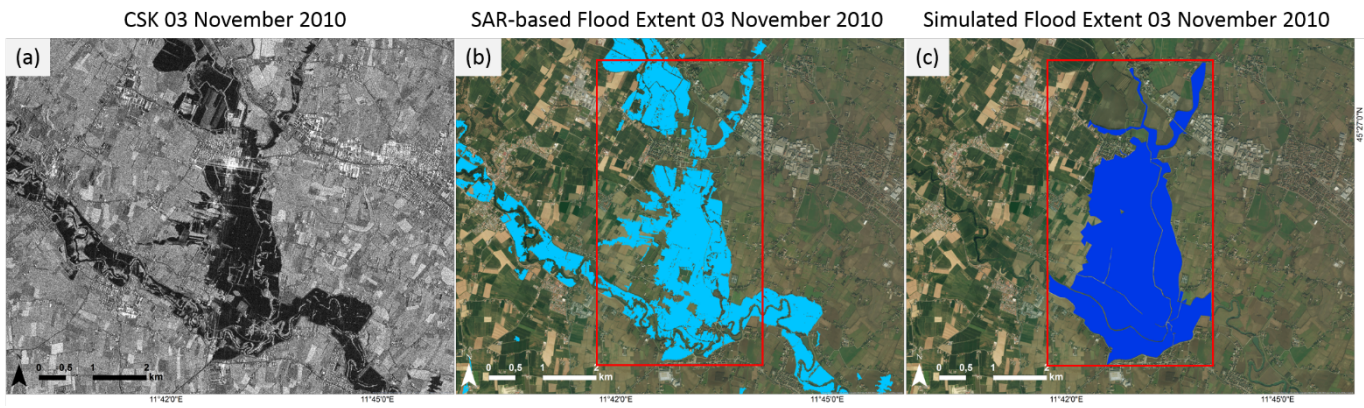 CSK 03 November 2010
SAR-based Flood Extent 03 November 2010
Simulated Flood Extent 03 November 2010
(a)
(b)
(c)
45°27'0"N
0 0.5 1 2
km
0 0.5 1 2
km
0 0.5 1 2
km
11°42'0"E
11°45'0"E
11°42'0"E
11°45'0"E
11°42'0"E
11°45'0"E